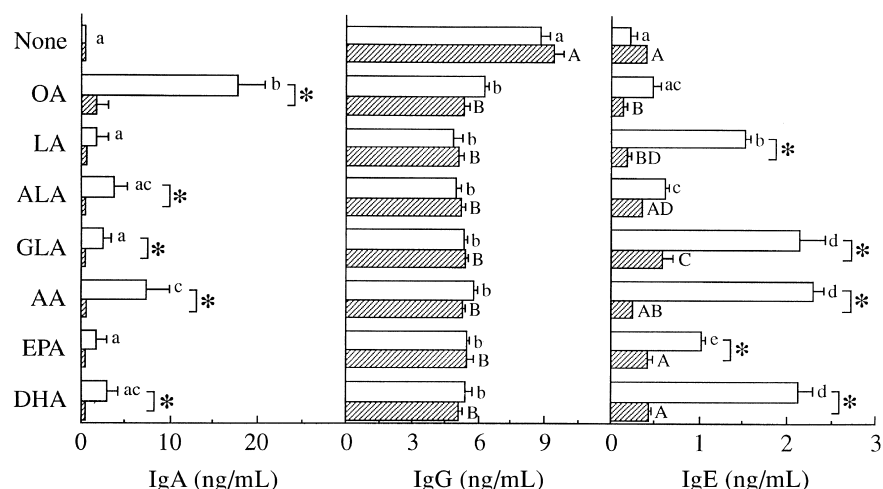 None a a a
A A
OA b * b ac
B B
LA a b b *
B BD
ALA ac * b c
B AD
GLA a * b d *
B C
AA c * b d *
B AB
EPA a b e *
B A
DHA ac * b d *
B A
0 10 20 0 3 6 9 0 1 2 3
IgA (ng/mL) IgG (ng/mL) IgE (ng/mL)